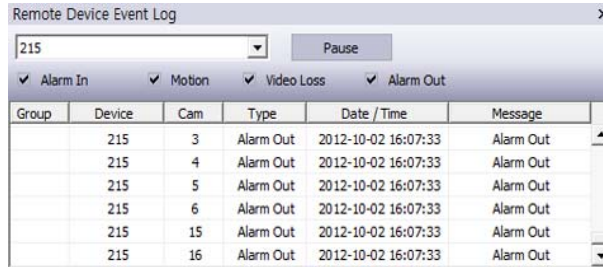 Remote Device Event Log
215 Pause
Alarm In Motion Video Loss Alarm Out
Group Device Cam Type Date / Time Message
215 3 Alarm Out 2012-10-02 16:07:33 Alarm Out
215 4 Alarm Out 2012-10-02 16:07:33 Alarm Out
215 5 Alarm Out 2012-10-02 16:07:33 Alarm Out
215 6 Alarm Out 2012-10-02 16:07:33 Alarm Out
215 15 Alarm Out 2012-10-02 16:07:33 Alarm Out
215 16 Alarm Out 2012-10-02 16:07:33 Alarm Out